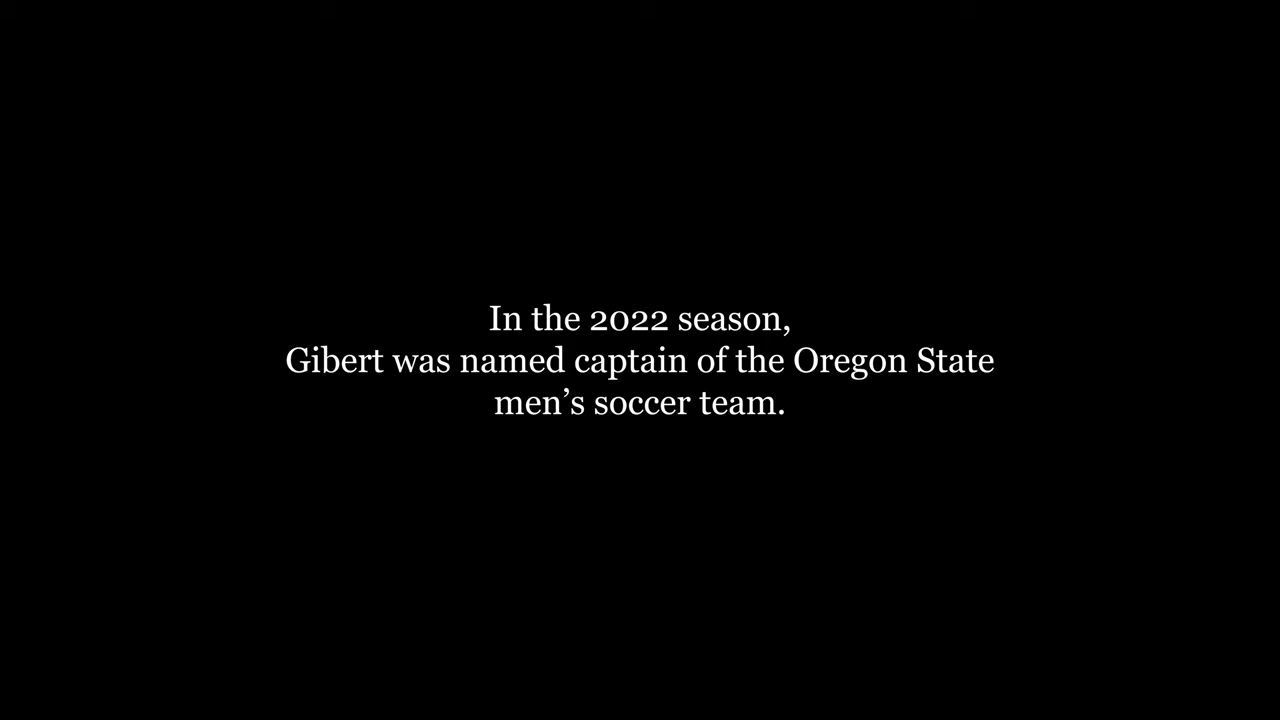 In the 2022 season,
Gibert was named captain of the Oregon State
men’s soccer team.